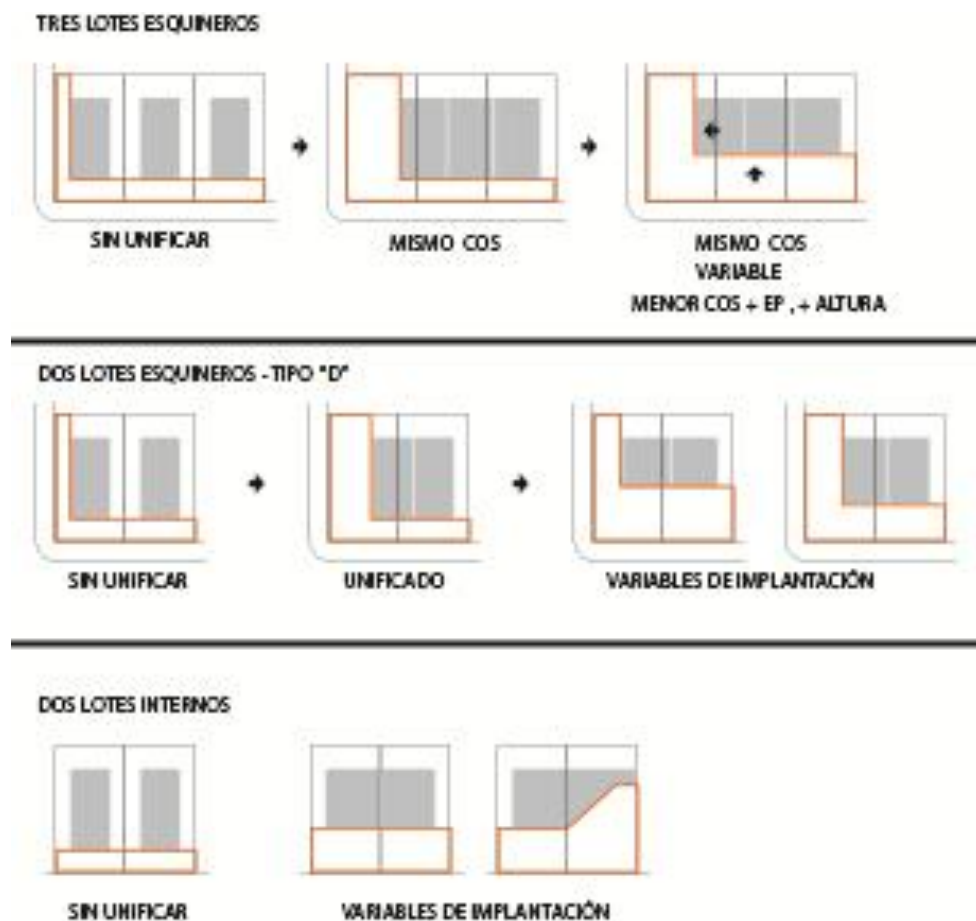 TRES LOTES ESQUINEROS
SIN UNIFICAR
MISMO COS
MISMO COS
VARIABLE
MENOR COS + EP , + ALTURA
DOS LOTES ESQUINEROS - TIPO "D"
SIN UNIFICAR
UNIFICADO
VARIABLES DE IMPLANTACIÓN
DOS LOTES INTERNOS
SIN UNIFICAR
VARIABLES DE IMPLANTACIÓN